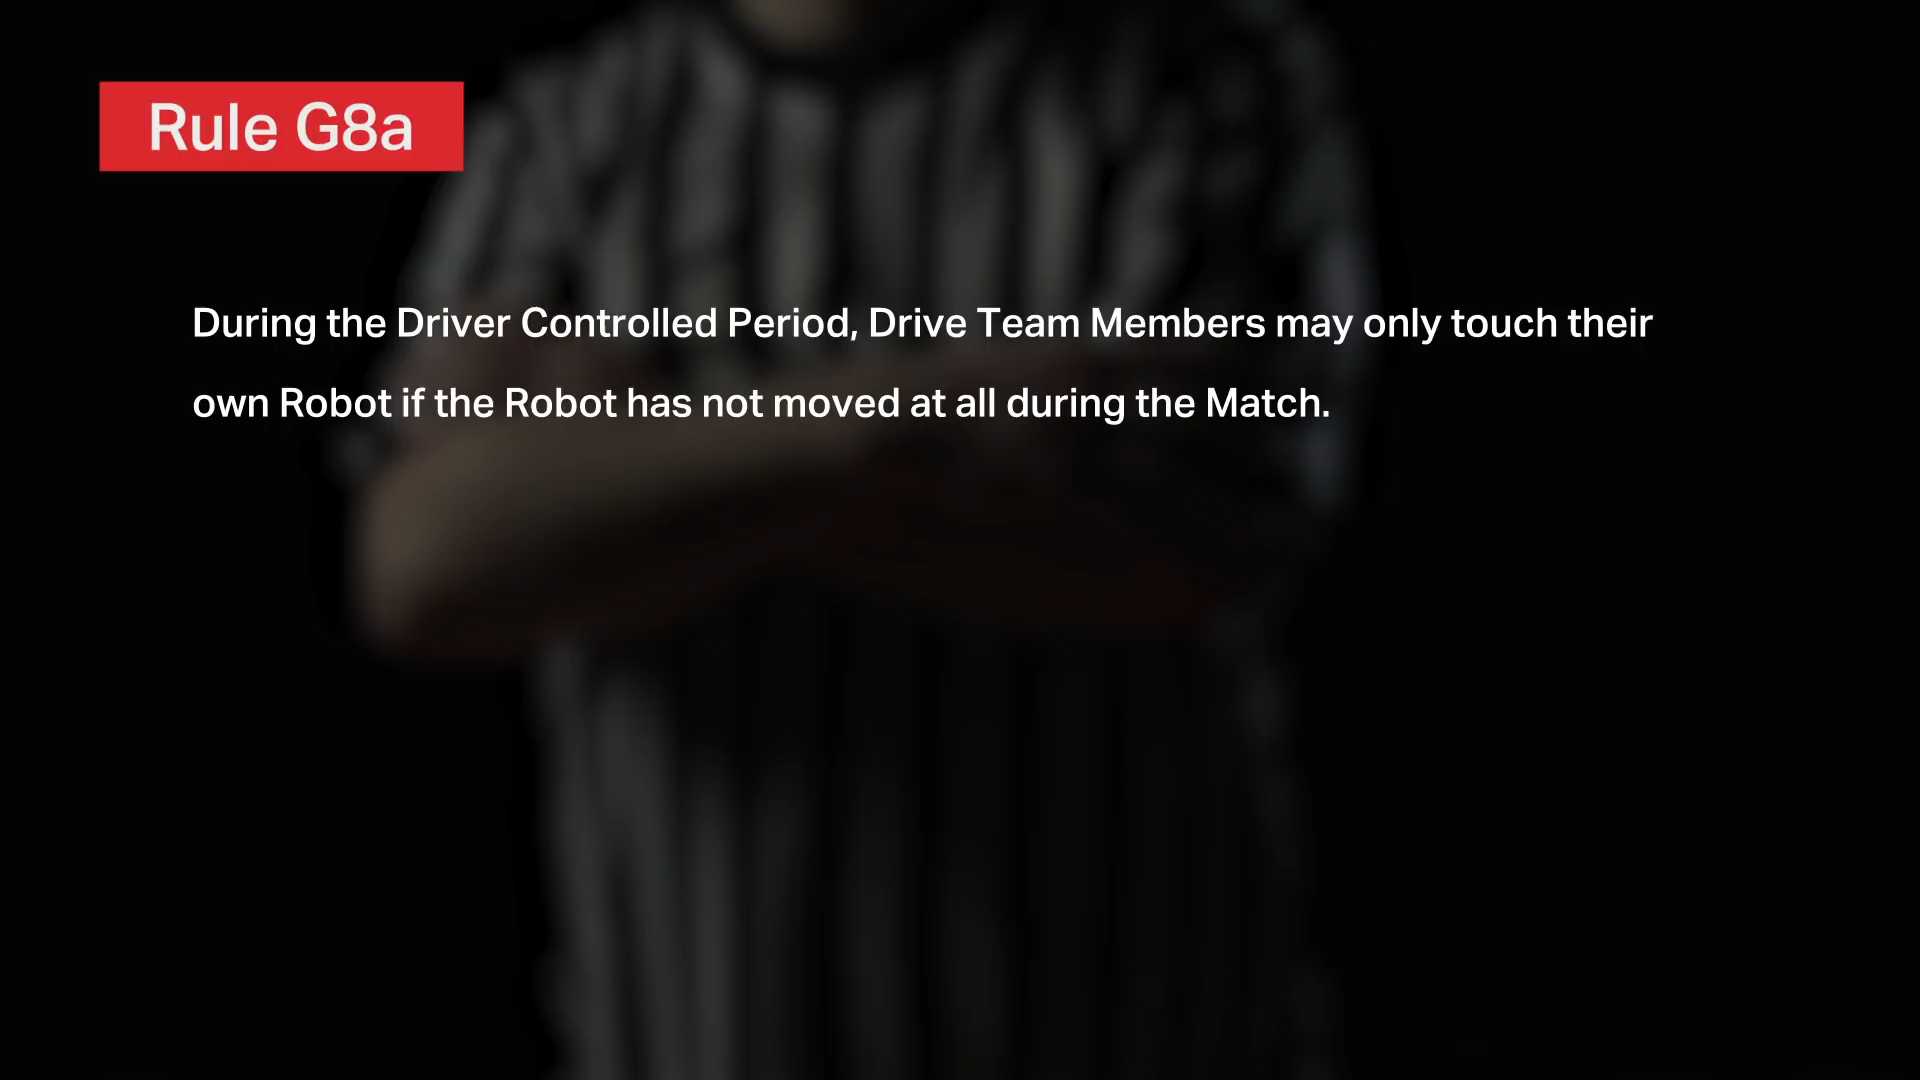 Rule G8a
During the Driver Controlled Period, Drive Team Members may only touch their
own Robot if the Robot has not moved at all during the Match.